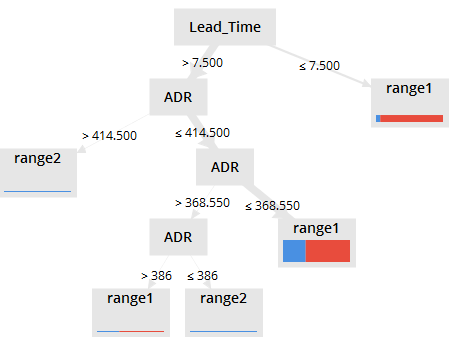 Lead_Time
> 7.500
≤ 7.500
ADR
range1
> 414.500
≤ 414.500
range2
ADR
> 368.550
≤ 368.550
ADR
range1
> 386
≤ 386
range1
range2